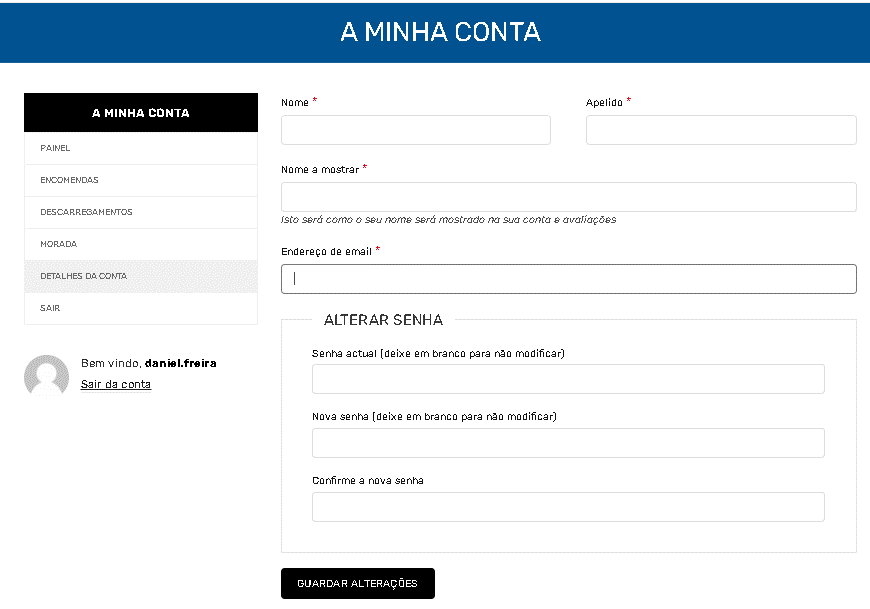 A MINHA CONTA
A MINHA CONTA
PAINEL
ENCOMENDAS
DESCARREGAMENTOS
MORADA
DETALHES DA CONTA
SAIR
Bem vindo, daniel.freira
Sair da conta
Nome *
Apelido *
Nome a mostrar *
Isto será como o seu nome será mostrado na sua conta e avaliações
Endereço de email *
ALTERAR SENHA
Senha actual (deixe em branco para não modificar)
Nova senha (deixe em branco para não modificar)
Confirme a nova senha
GUARDAR ALTERAÇÕES